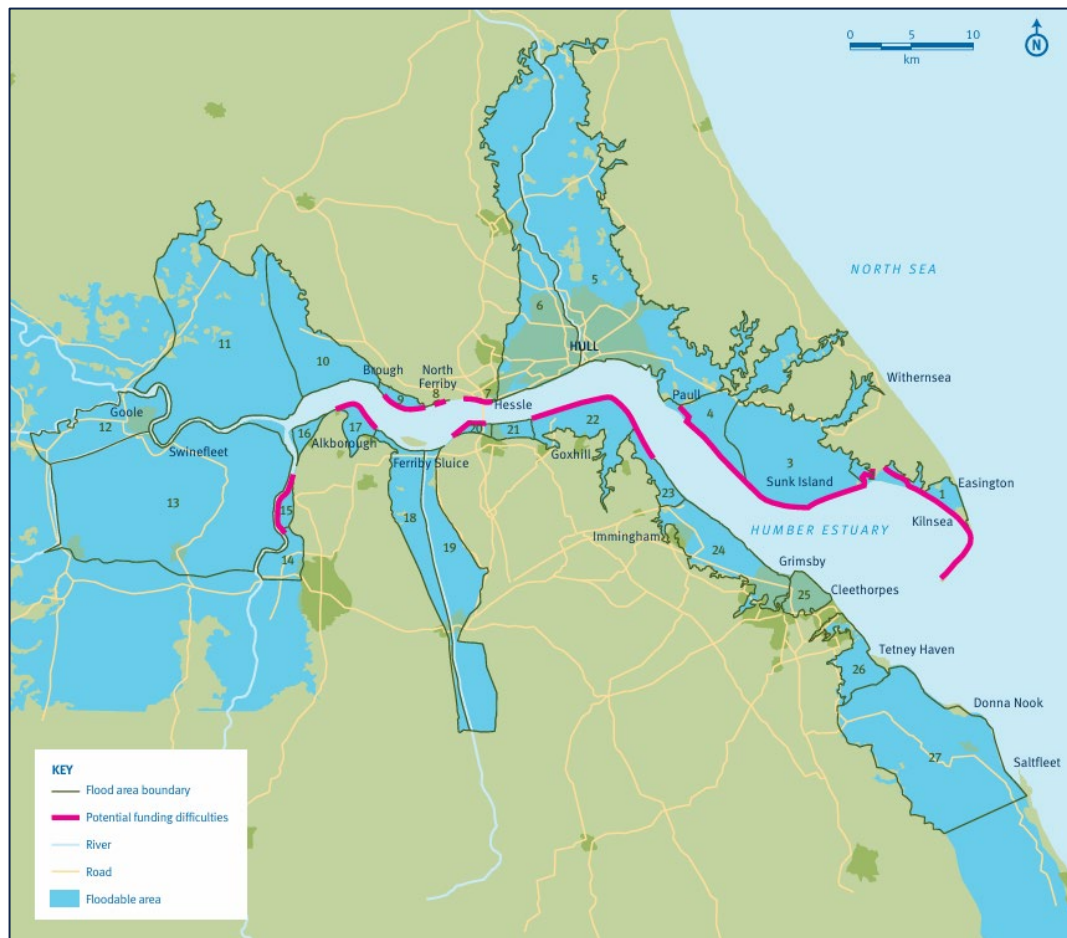 0 5 10
km
N
NORTH SEA
5
6
HULL
11
10
Brough
North
Ferriby
8
7
9
Hessle
Paull
Withernsea
4
Goole
12
Swinefleet
16
17
Alkborough
20
21
22
Ferriby Sluice
Goxhill
3
Sunk Island
2
1
Easington
Kilnsea
13
15
18
19
23
HUMBER ESTUARY
Immingham
24
14
Grimsby
25
Cleethorpes
Tetney Haven
26
Donna Nook
27
Saltfleet
KEY
Flood area boundary
Potential funding difficulties
River
Road
Floodable area